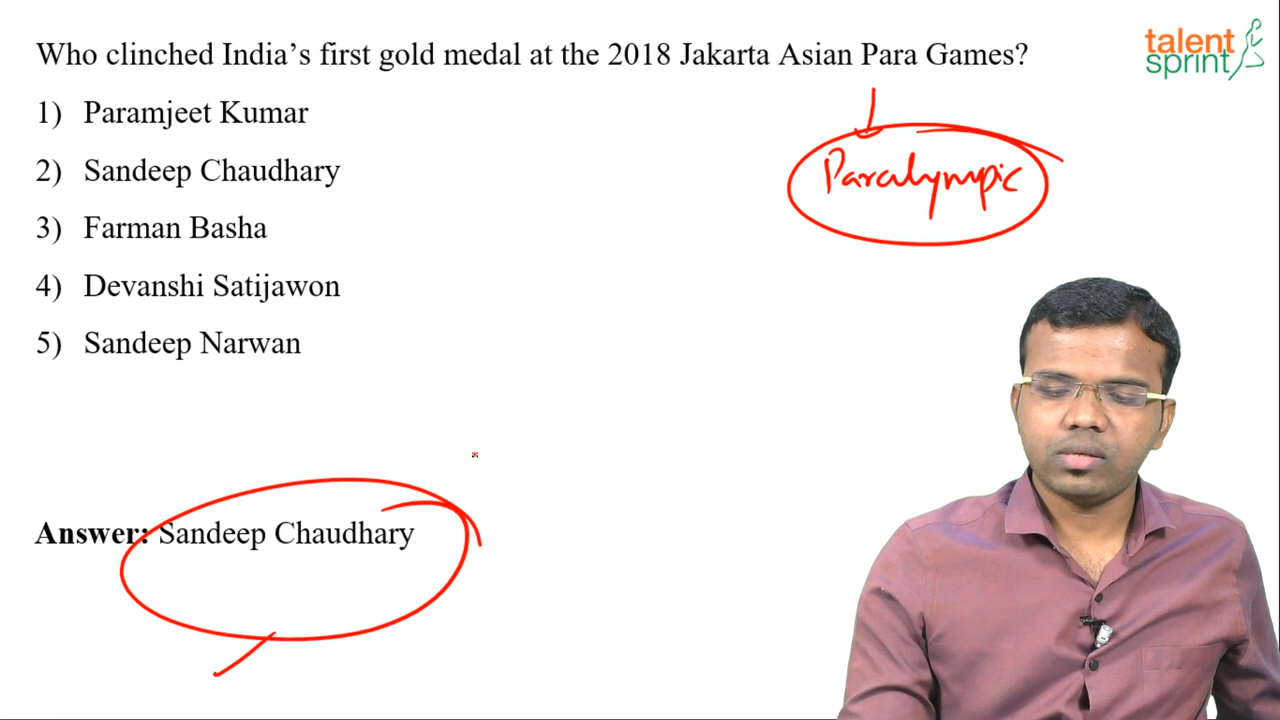 Who clinched India’s first gold medal at the 2018 Jakarta Asian Para Games?
talent
sprint
1) Paramjeet Kumar
Paralympic
2) Sandeep Chaudhary
3) Farman Basha
4) Devanshi Satijawon
5) Sandeep Narwan
Answer: Sandeep Chaudhary